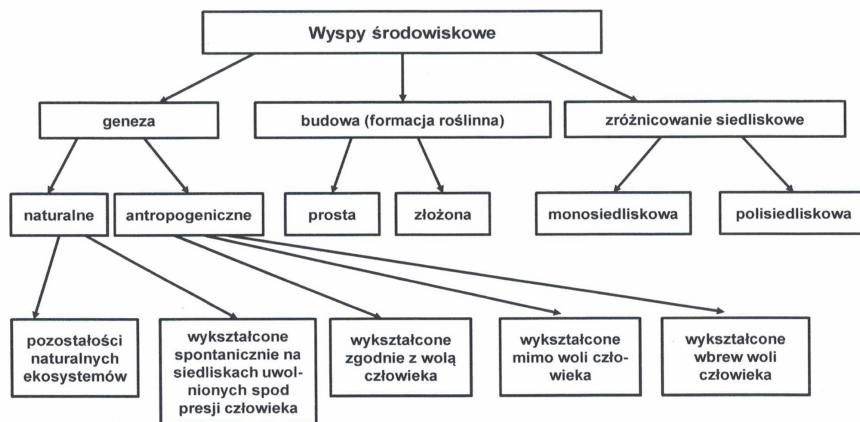 Wyspy środowiskowe
geneza
budowa (formacja roślinna)
zróżnicowanie siedliskowe
naturalne
antropogeniczne
prosta
złożona
monosiedliskowa
polisiedliskowa
pozostałości
naturalnych
ekosystemów
wykształcone
spontanicznie na
siedliskach uwol-
nionych spod
presji człowieka
wykształcone
zgodnie z wolą
człowieka
wykształcone
mimo woli czło-
wieka
wykształcone
wbrew woli
człowieka